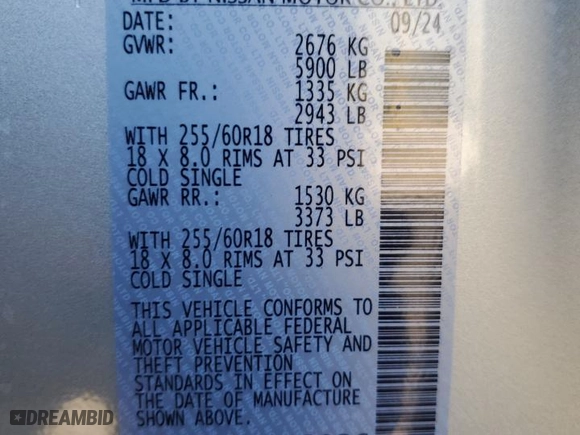 MFD BY NISSAN MOTOR CO., LTD.
DATE: 09/24
GVWR: 2676 KG
5900 LB
GAWR FR.: 1335 KG
2943 LB
WITH 255/60R18 TIRES
18 X 8.0 RIMS AT 33 PSI
COLD SINGLE
GAWR RR.: 1530 KG
3373 LB
WITH 255/60R18 TIRES
18 X 8.0 RIMS AT 33 PSI
COLD SINGLE
THIS VEHICLE CONFORMS TO
ALL APPLICABLE FEDERAL
MOTOR VEHICLE SAFETY AND
THEFT PREVENTION
STANDARDS IN EFFECT ON
THE DATE OF MANUFACTURE
SHOWN ABOVE.
DREAMBID